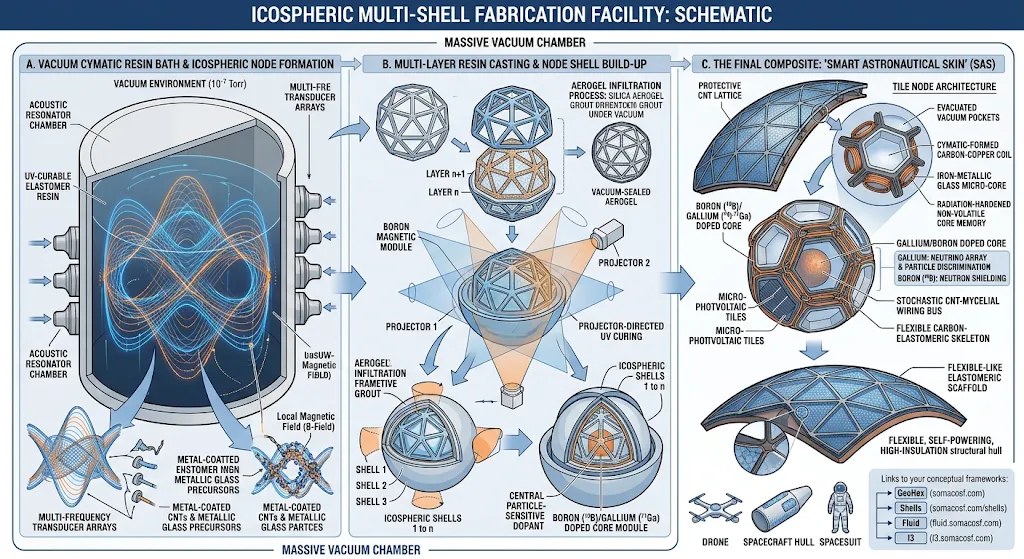 ICOSPHERIC MULTI-SHELL FABRICATION FACILITY: SCHEMATIC
MASSIVE VACUUM CHAMBER
A. VACUUM CYMATIC RESIN BATH & ICOSPHERIC NODE FORMATION
VACUUM ENVIRONMENT (10⁻⁷ Torr)
ACOUSTIC
RESONATOR
CHAMBER
MULTI-FRE
TRANSDUCER
ARRAYS
UV-CURABLE
ELASTOMER
RESIN
ACOUSTIC
RESONATOR
CHAMBER
-Magnetic
Local Magnetic
Field (B-Field)
METAL-COATTED
ENSTOMER INGN
METALLIC GLASS
PRECURSORS
MULTI-FREQUENCY
TRANSDUCER ARRAYS
METAL-COATED
CNTs & METALLIC
GLASS PRECURSORS
METAL-COATED
CNTs & METALLIC
GLASS PARTCES
MASSIVE VACUUM CHAMBER
B. MULTI-LAYER RESIN CASTING & NODE SHELL BUILD-UP
AEROGEL INFILTRATION
PROCESS: SILICA AEROGEL
GROUT DRRENTOXI0 GROUT
UNDER VACUUM
LAYER n+1
LAYER n
VACUUM-SEALED
AEROGEL
BORON
MAGNETIC
MODULE
PROJECTOR 2
PROJECTOR 1
PROJECTOR-DIRECTED
UV CURING
AEROGEL
INFILTRATION
FRAMETIVE
GROUT
ICOSPHERIC
SHELLS
1 to n
SHELL 1
SHELL 2
SHELL 3
ICOSPHERIC SHELLS
1 to n
CENTRAL
PARTICLE-
SENSITIVE
DOPANT
BORON (¹⁰B)/GALLIUM (⁷¹Ga)
DOPED CORE MODULE
C. THE FINAL COMPOSITE: 'SMART ASTRONAUTICAL SKIN' (SAS)
PROTECTIVE
CNT LATTICE
TILE NODE ARCHITECTURE
EVACUATED
VACUUM POCKETS
CYMATIC-FORMED
CARBON-COPPER COIL
IRON-METALLIC
GLASS MICRO-CORE
RADIATION-HARDENED
NON-VOLATILE
CORE MEMORY
BORON (¹⁰B)/
GALLIUM
DOPED CORE
GALLIUM/BORON DOPED CORE
GALLIUM: NEUTRINO ARRAY
& PARTICLE DISCRIMINATION
BORON (¹⁰B): NEUTRON SHIELDING
MICRO-
PHOTVOLATIC
TILES
MICRO-
PHOTIVOLATIC TILES
STOCHASTIC CNT-MYCELIAL
WIRING BUS
FLEXIBLE CARBON-
ELASTOMERIC SKELETON
FLEXIBLE-LIKE
ELASTOMERIC
SCAFFOLD
FLEXIBLE, SELF-POWERING,
HIGH-INSULATION structural hull
DRONE
SPACECRAFT HULL
SPACESUIT
Links to your conceptual frameworks:
GeoHex (somacosf.com)
Shells (somacosf.com/shells)
Fluid (fluid.somacosf.com)
I3 (I3.somacosf.com)